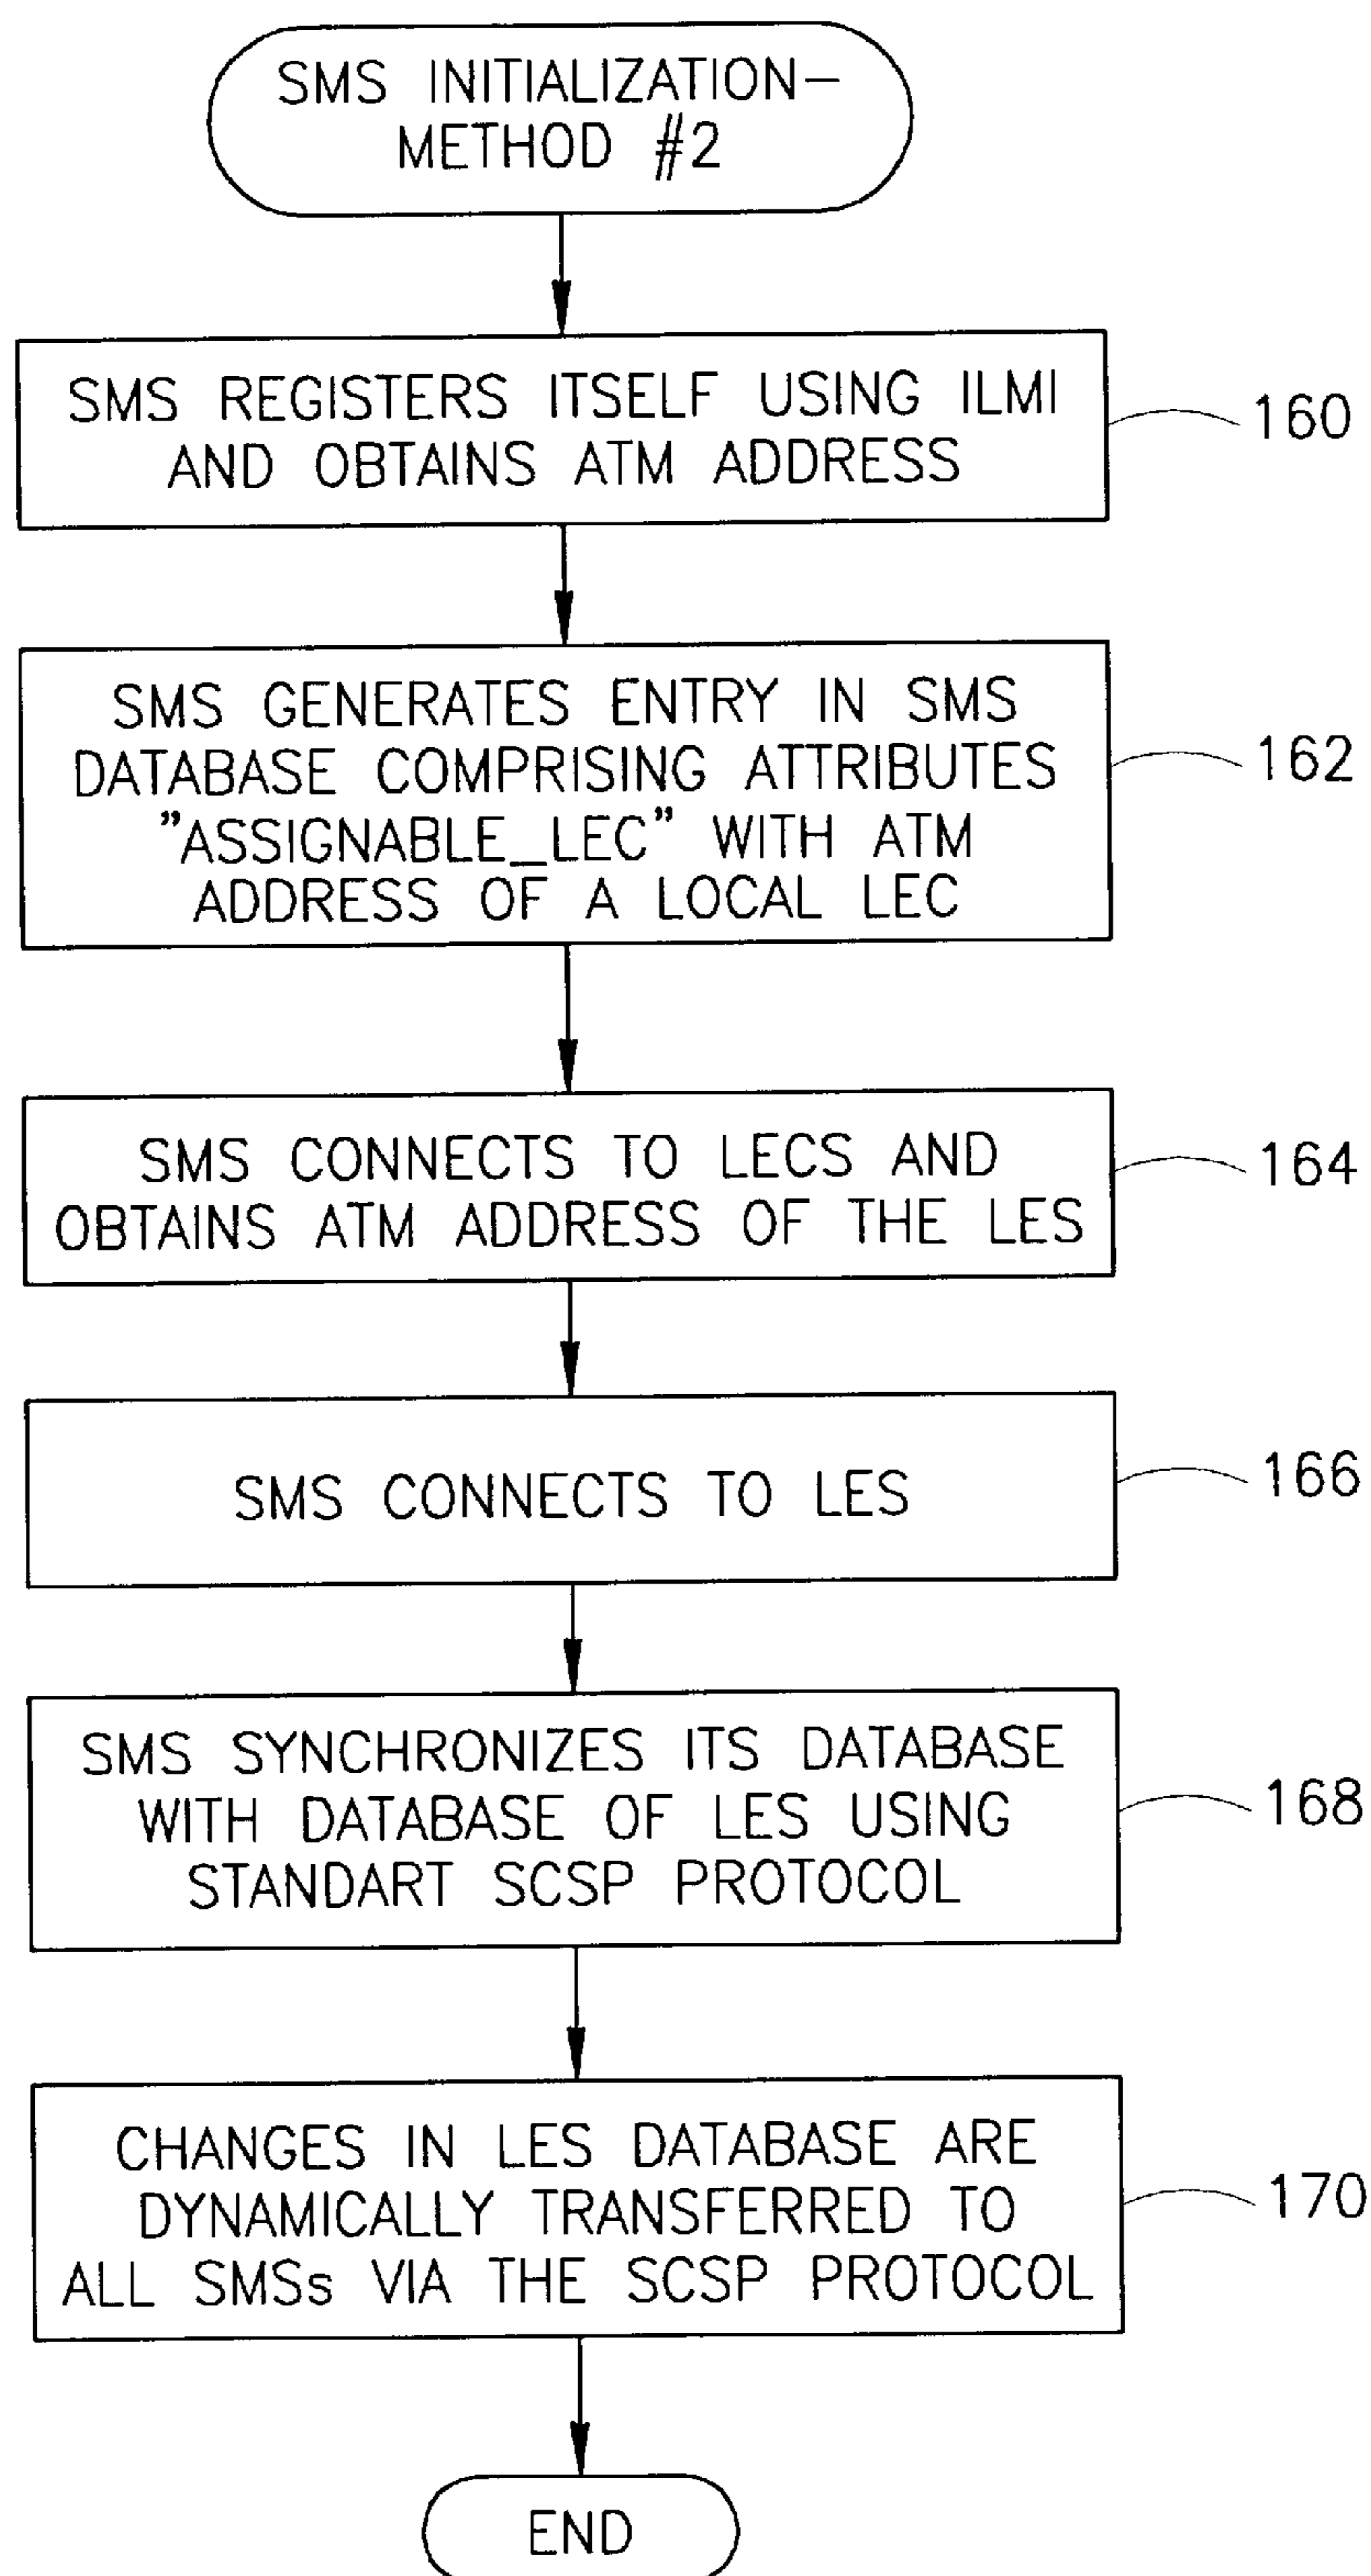 SMS INITIALIZATION-
METHOD #2
SMS REGISTERS ITSELF USING ILMI
AND OBTAINS ATM ADDRESS
160
SMS GENERATES ENTRY IN SMS
DATABASE COMPRISING ATTRIBUTES
"ASSIGNABLE_LEC" WITH ATM
ADDRESS OF A LOCAL LEC
162
SMS CONNECTS TO LECS AND
OBTAINS ATM ADDRESS OF THE LES
164
SMS CONNECTS TO LES
166
SMS SYNCHRONIZES ITS DATABASE
WITH DATABASE OF LES USING
STANDART SCSP PROTOCOL
168
CHANGES IN LES DATABASE ARE
DYNAMICALLY TRANSFERRED TO
ALL SMSs VIA THE SCSP PROTOCOL
170
END